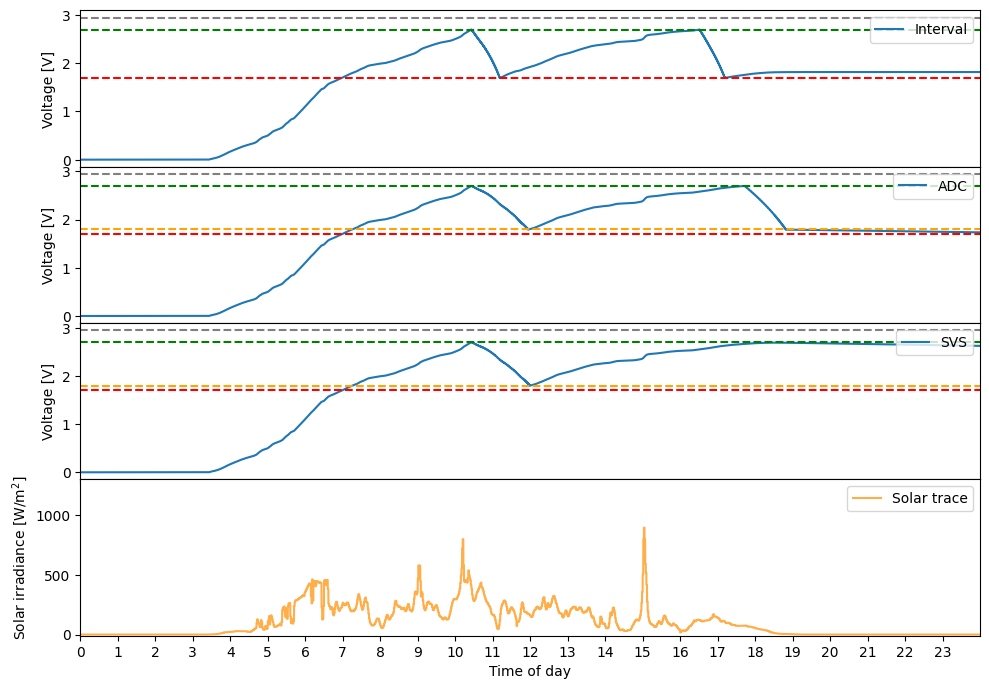 3
2
1
0
Voltage [V]
Interval
3
2
1
0
Voltage [V]
ADC
3
2
1
0
Voltage [V]
SVS
1000
500
0
Solar irradiance [W/m²]
Solar trace
0 1 2 3 4 5 6 7 8 9 10 11 12 13 14 15 16 17 18 19 20 21 22 23
Time of day